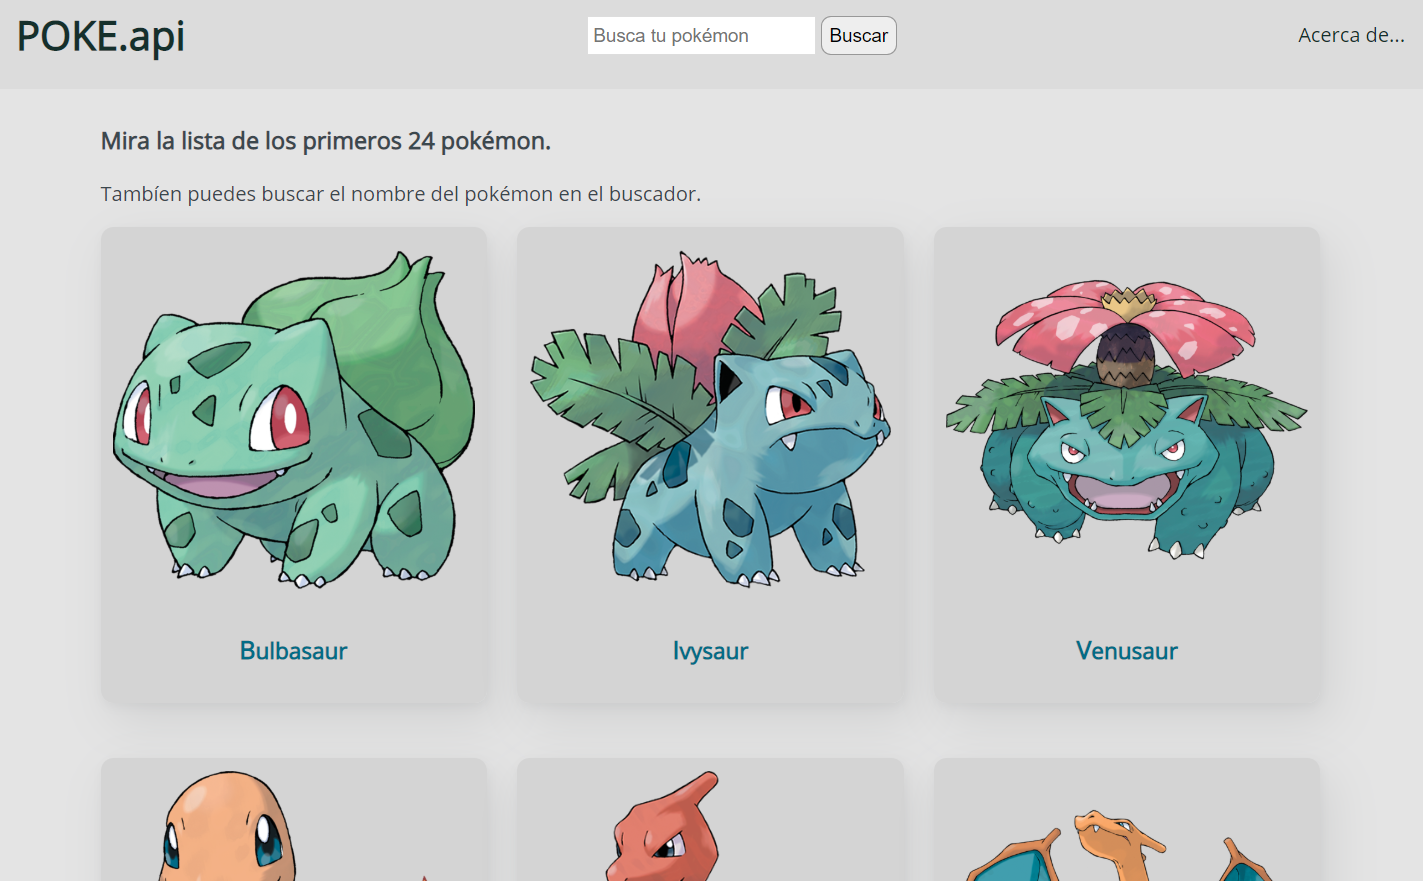 POKE.api
Busca tu pokémon
Buscar
Acerca de...
Mira la lista de los primeros 24 pokémon.
Tambíen puedes buscar el nombre del pokémon en el buscador.
Bulbasaur
Ivysaur
Venusaur